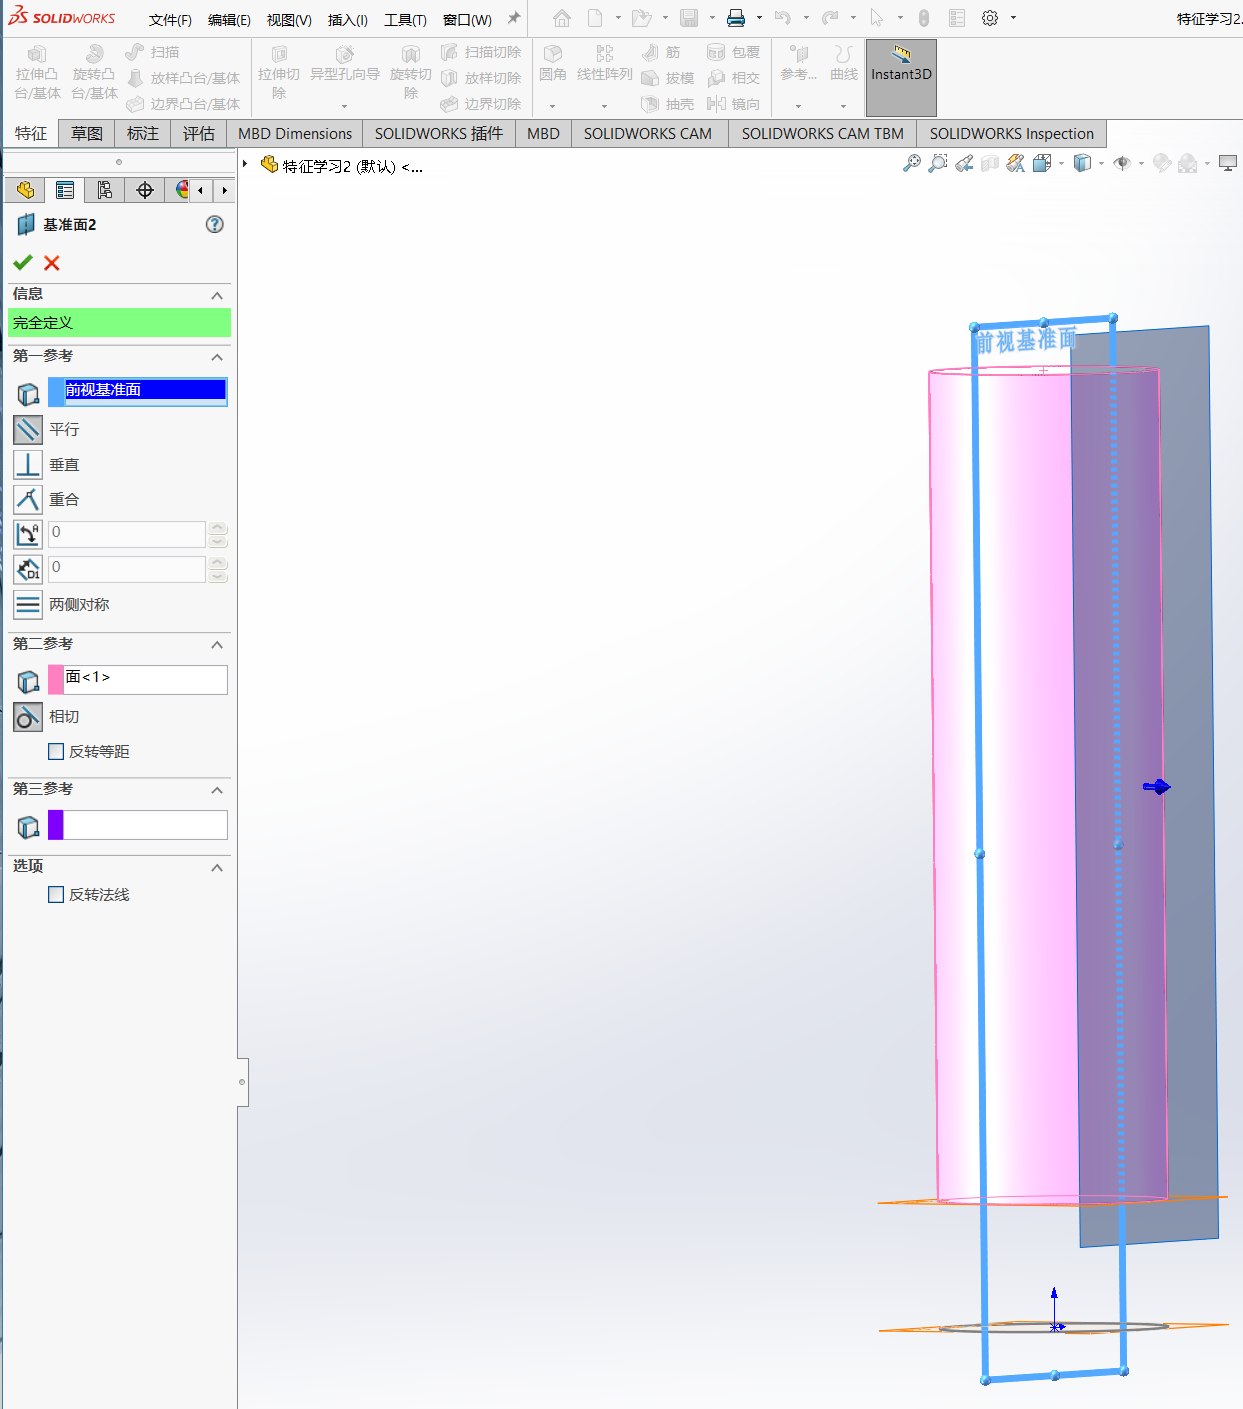 SOLIDWORKS 文件(F) 编辑(E) 视图(V) 插入(I) 工具(T) 窗口(W) 特征学习2.
拉伸凸台/基体
旋转凸台/基体
扫描
放样凸台/基体
边界凸台/基体
拉伸切除
异型孔向导
旋转切除
扫描切除
放样切除
边界切除
圆角
线性阵列
筋
拔模
抽壳
包覆
相交
镜向
参考...
曲线
Instant3D
特征 草图 标注 评估 MBD Dimensions SOLIDWORKS 插件 MBD SOLIDWORKS CAM SOLIDWORKS CAM TBM SOLIDWORKS Inspection
特征学习2 (默认) <...
基准面2
信息
完全定义
第一参考
前视基准面
平行
垂直
重合
0
0
两侧对称
第二参考
面<1>
相切
反转等距
第三参考
选项
反转法线
前视基准面